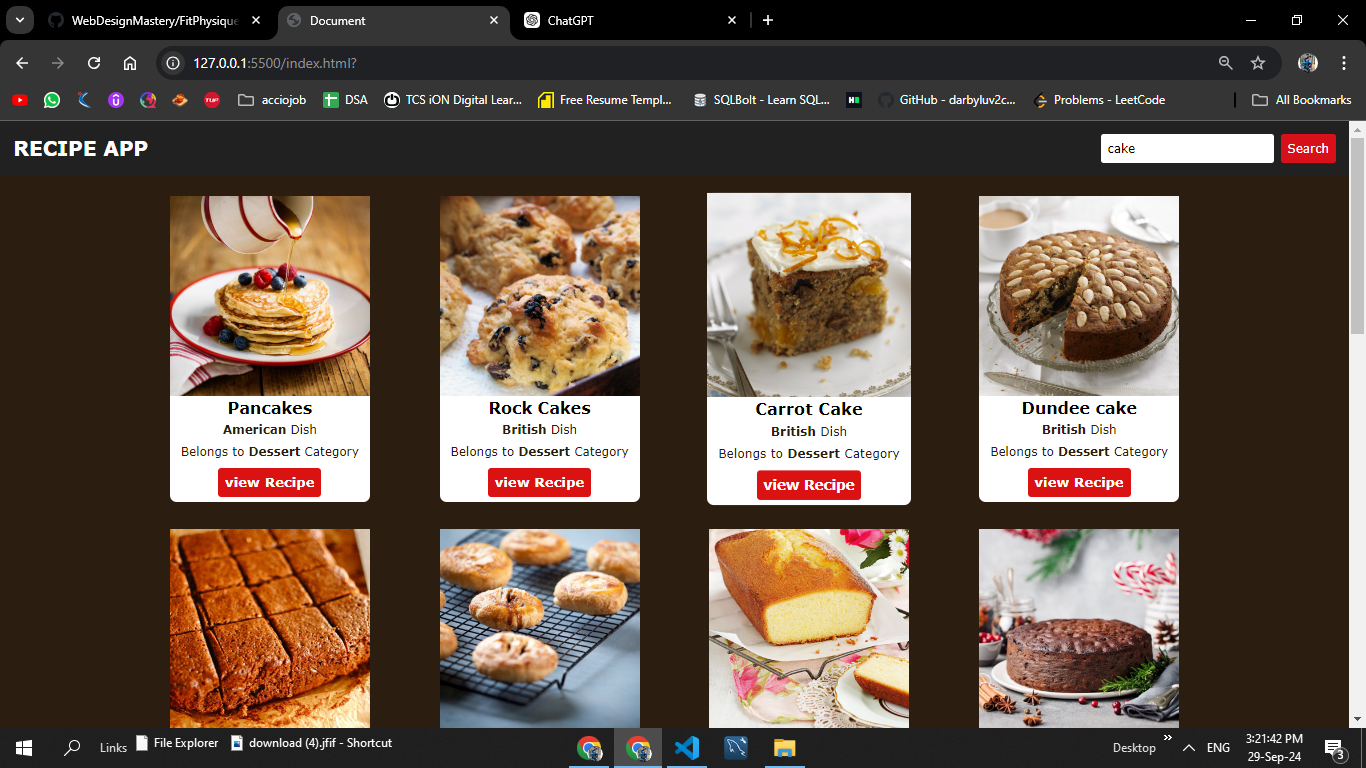 WebDesignMastery/FitPhysique
Document
ChatGPT
127.0.0.1:5500/index.html?
acciojob
DSA
TCS iON Digital Lear...
Free Resume Templ...
SQLBolt - Learn SQL...
GitHub - darbyluv2c...
Problems - LeetCode
All Bookmarks
RECIPE APP
cake
Search
Pancakes
American Dish
Belongs to Dessert Category
view Recipe
Rock Cakes
British Dish
Belongs to Dessert Category
view Recipe
Carrot Cake
British Dish
Belongs to Dessert Category
view Recipe
Dundee cake
British Dish
Belongs to Dessert Category
view Recipe
Links
File Explorer
download (4).jfif - Shortcut
Desktop
ENG
3:21:42 PM
29-Sep-24
3